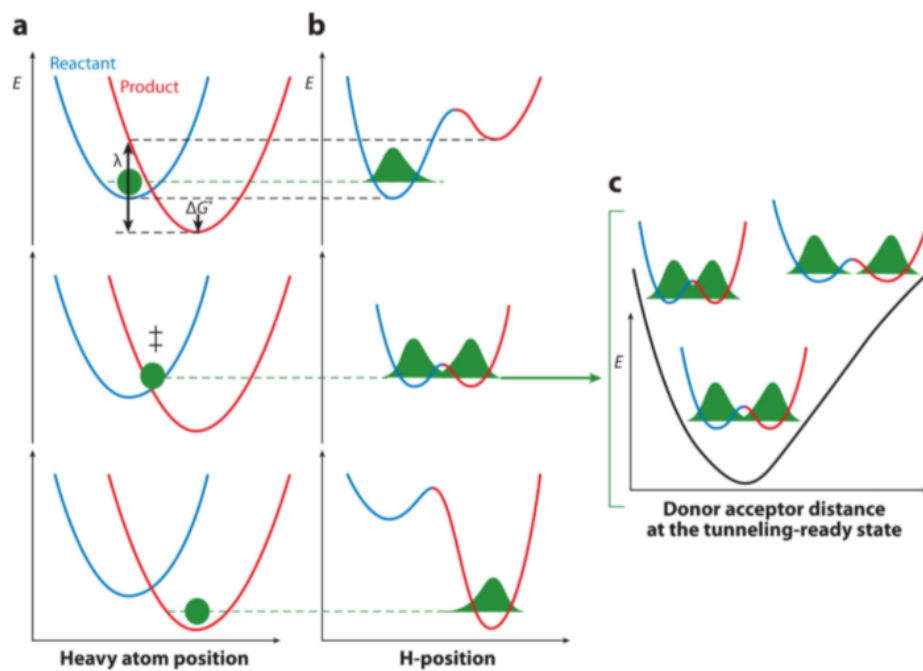 a
b
E
Reactant
Product
λ
ΔG°
E
c
‡
E
Donor acceptor distance
at the tunneling-ready state
Heavy atom position
H-position